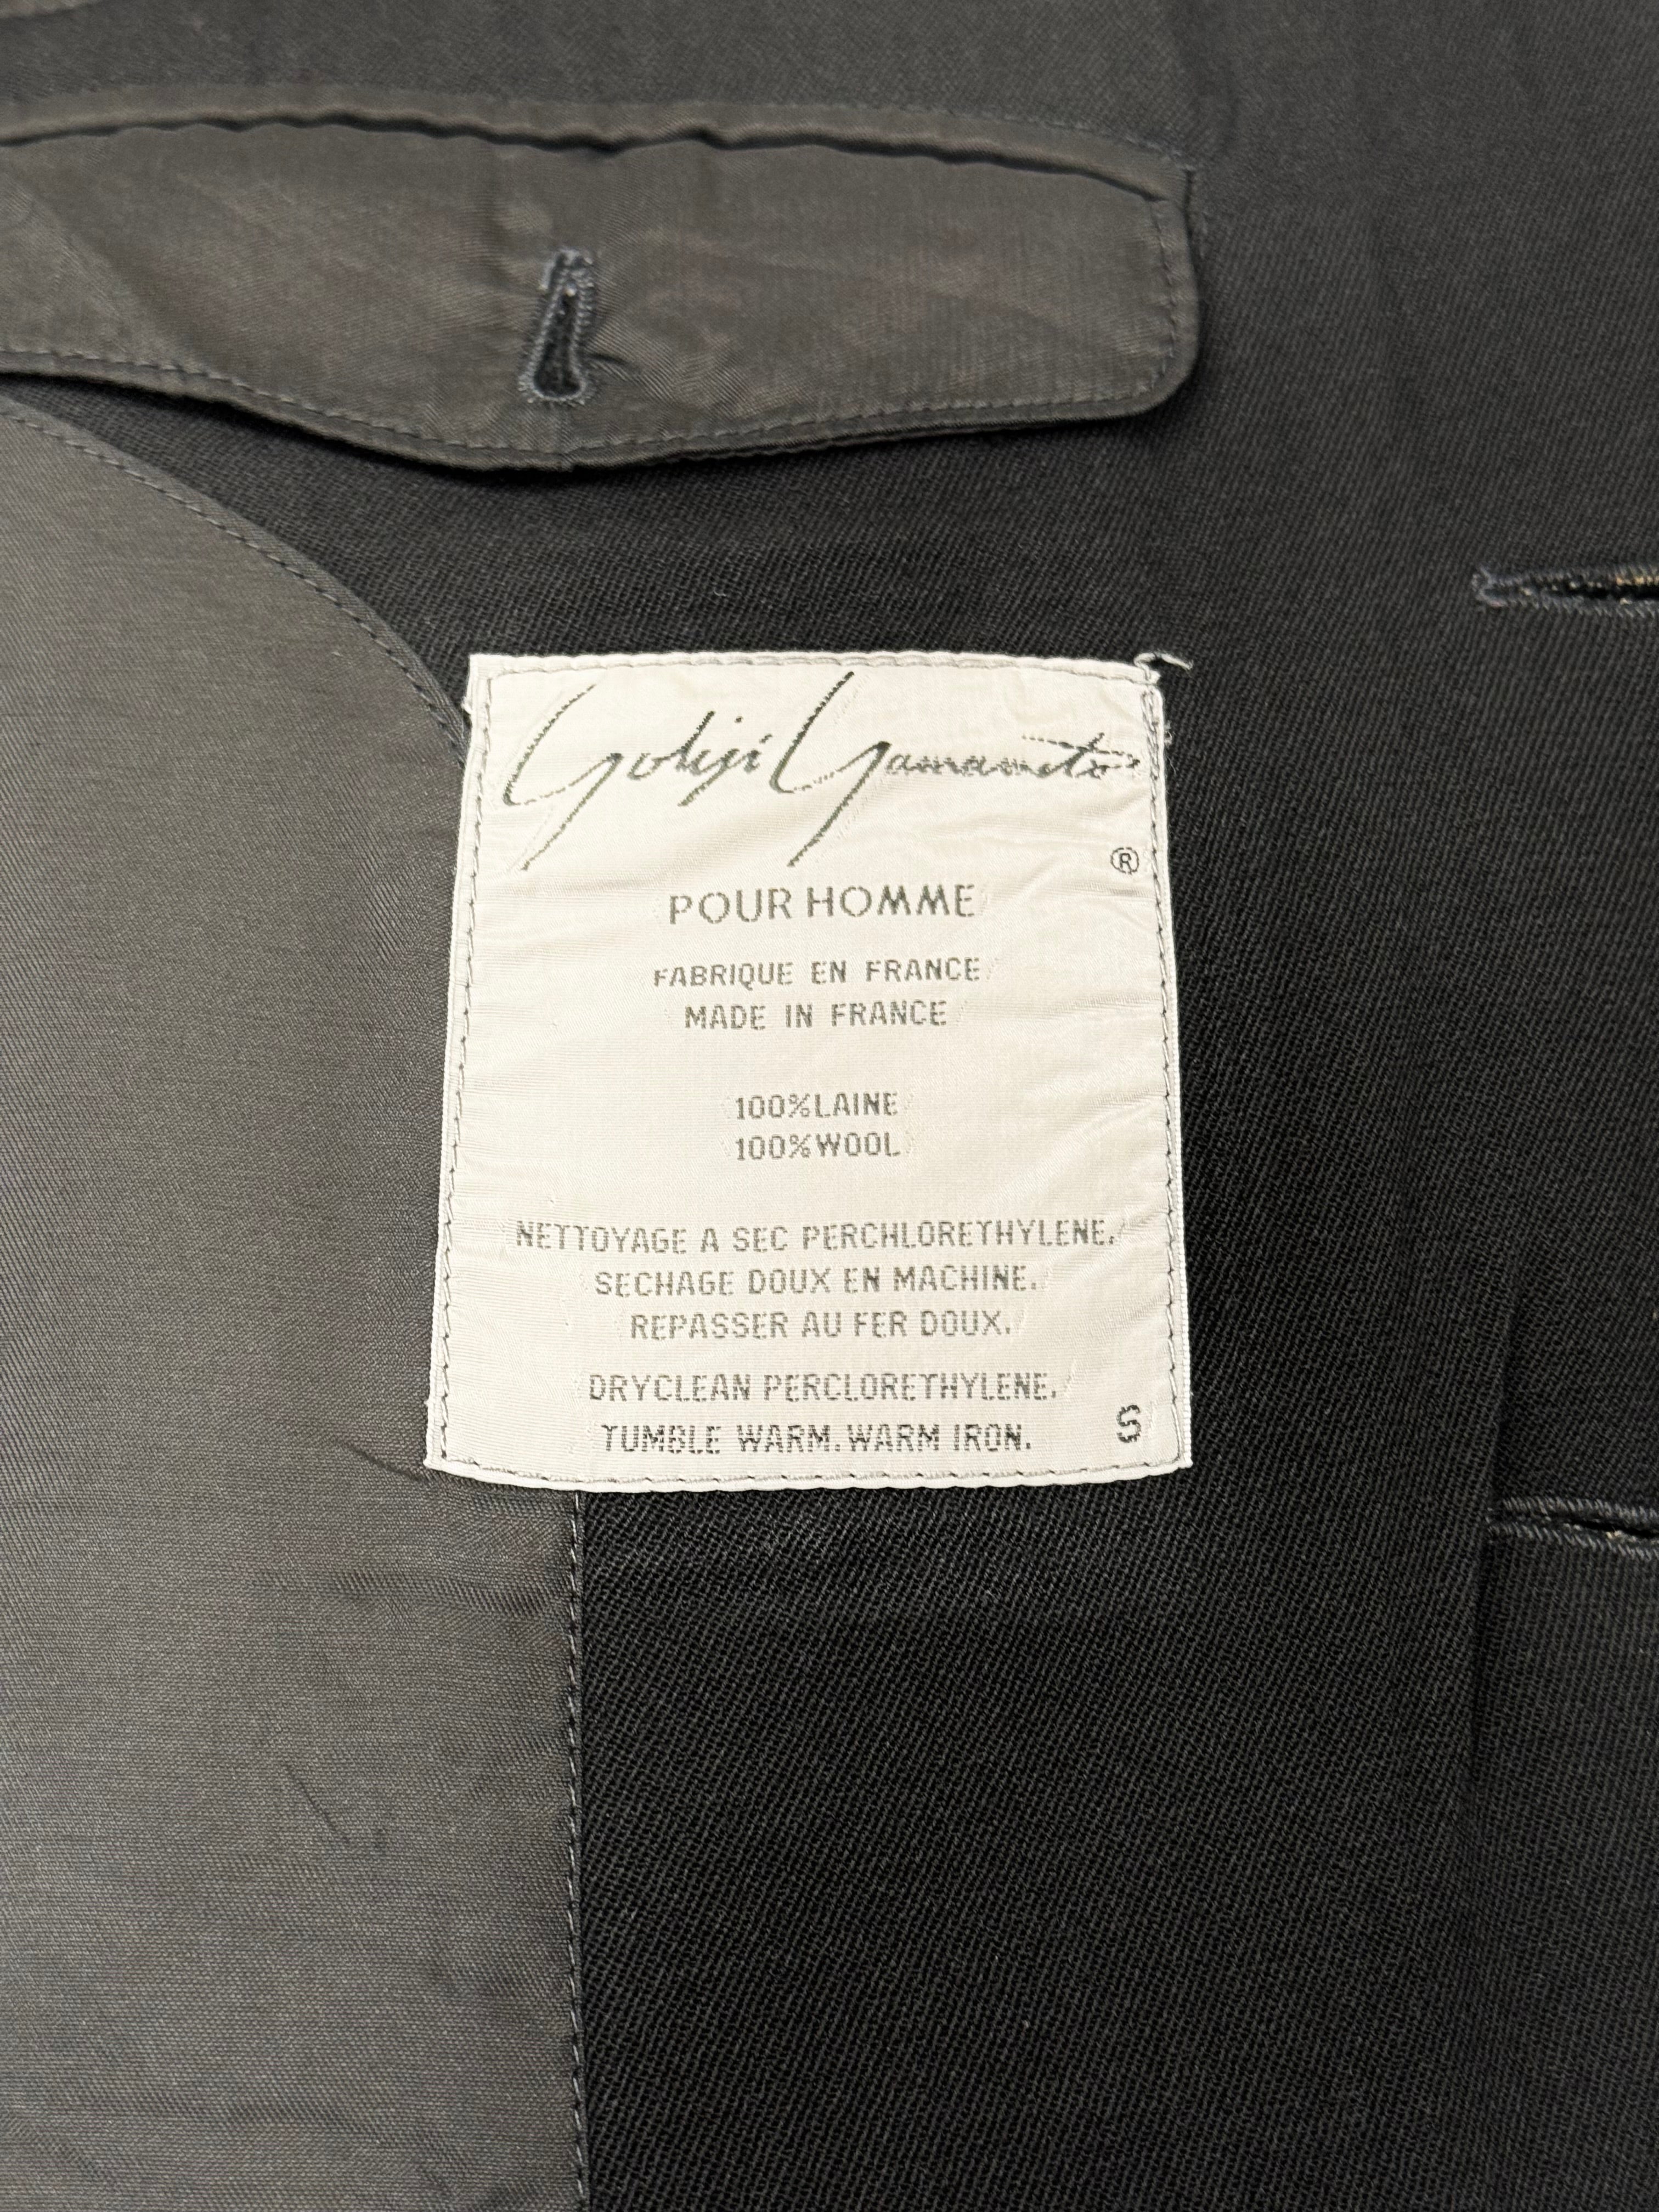 Yohji Yamamoto
®
POUR HOMME
FABRIQUE EN FRANCE
MADE IN FRANCE
100%LAINE
100%WOOL
NETTOYAGE A SEC PERCHLORETHYLENE.
SECHAGE DOUX EN MACHINE.
REPASSER AU FER DOUX.
DRYCLEAN PERCLORETHYLENE.
TUMBLE WARM. WARM IRON.
S